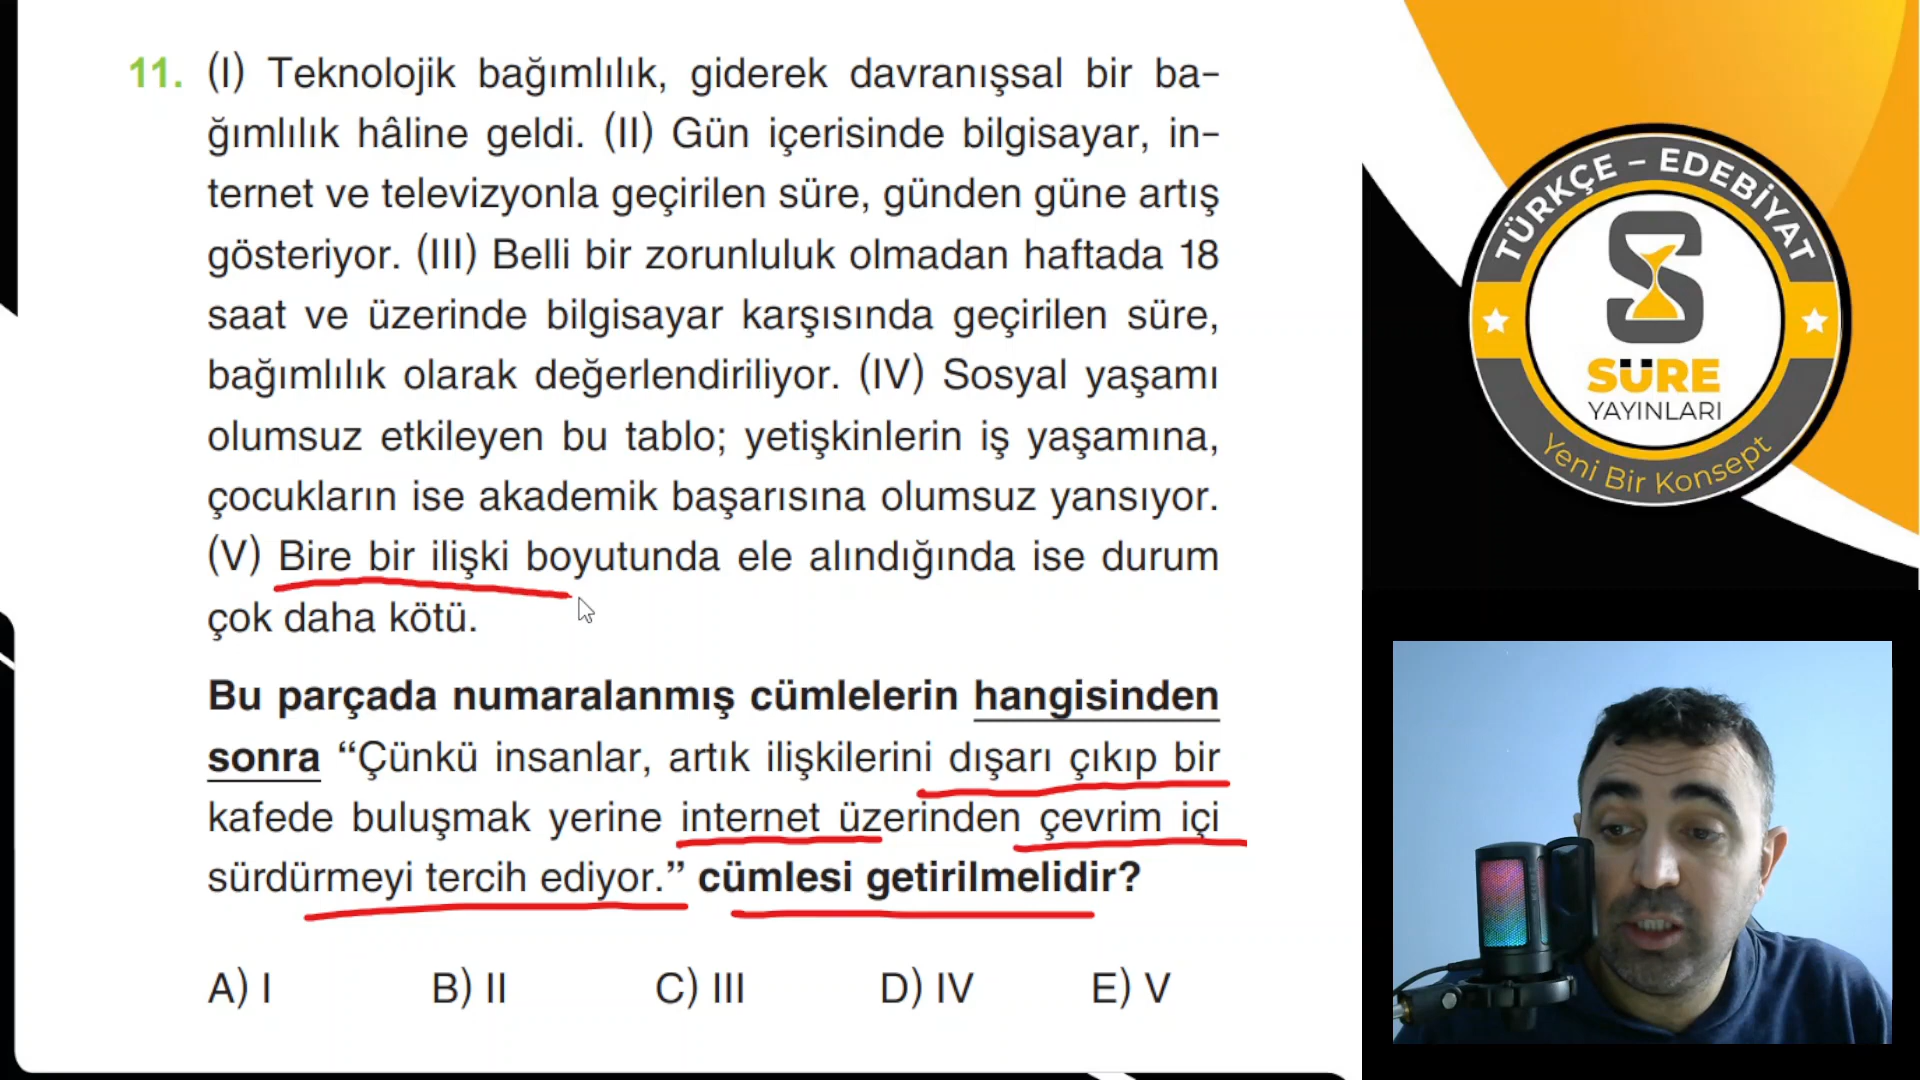 11. (I) Teknolojik bağımlılık, giderek davranışsal bir ba-
ğımlılık hâline geldi. (II) Gün içerisinde bilgisayar, in-
ternet ve televizyonla geçirilen süre, günden güne artış
gösteriyor. (III) Belli bir zorunluluk olmadan haftada 18
saat ve üzerinde bilgisayar karşısında geçirilen süre,
bağımlılık olarak değerlendiriliyor. (IV) Sosyal yaşamı
olumsuz etkileyen bu tablo; yetişkinlerin iş yaşamına,
çocukların ise akademik başarısına olumsuz yansıyor.
(V) Bire bir ilişki boyutunda ele alındığında ise durum
çok daha kötü.
Bu parçada numaralanmış cümlelerin hangisinden
sonra “Çünkü insanlar, artık ilişkilerini dışarı çıkıp bir
kafede buluşmak yerine internet üzerinden çevrim içi
sürdürmeyi tercih ediyor.” cümlesi getirilmelidir?
A) I B) II C) III D) IV E) V
TÜRKÇE – EDEBİYAT
S
SÜRE
YAYINLARI
Yeni Bir Konsept